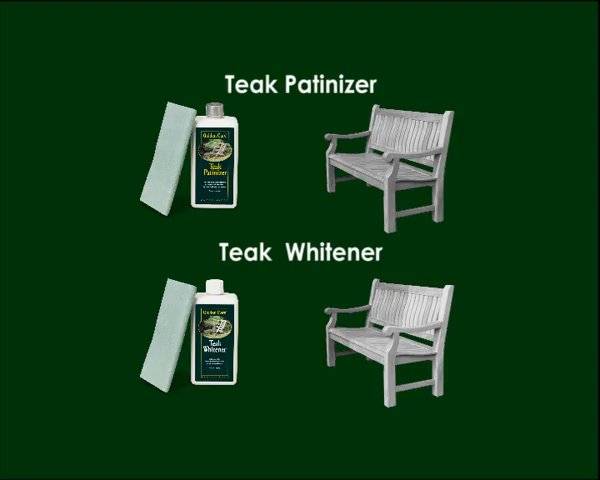 Teak Patinizer
Golden Care
Teak
Patinizer
Teak Whitener
Golden Care
Teak
Whitener